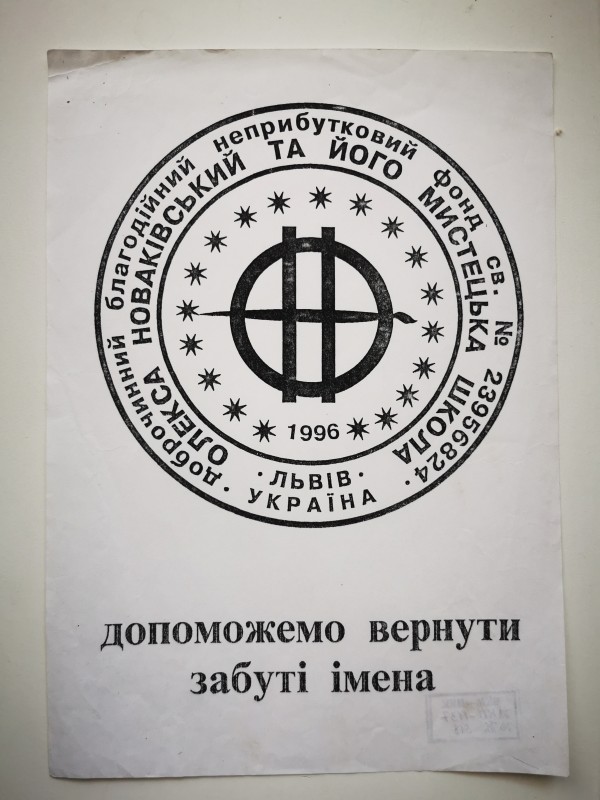 доброчинний благодійний неприбутковий фонд св. № 23956824
ОЛЕКСА НОВАКІВСЬКИЙ ТА ЙОГО МИСТЕЦЬКА ШКОЛА
1996
· ЛЬВІВ ·
· УКРАЇНА ·
допоможемо вернути
забуті імена